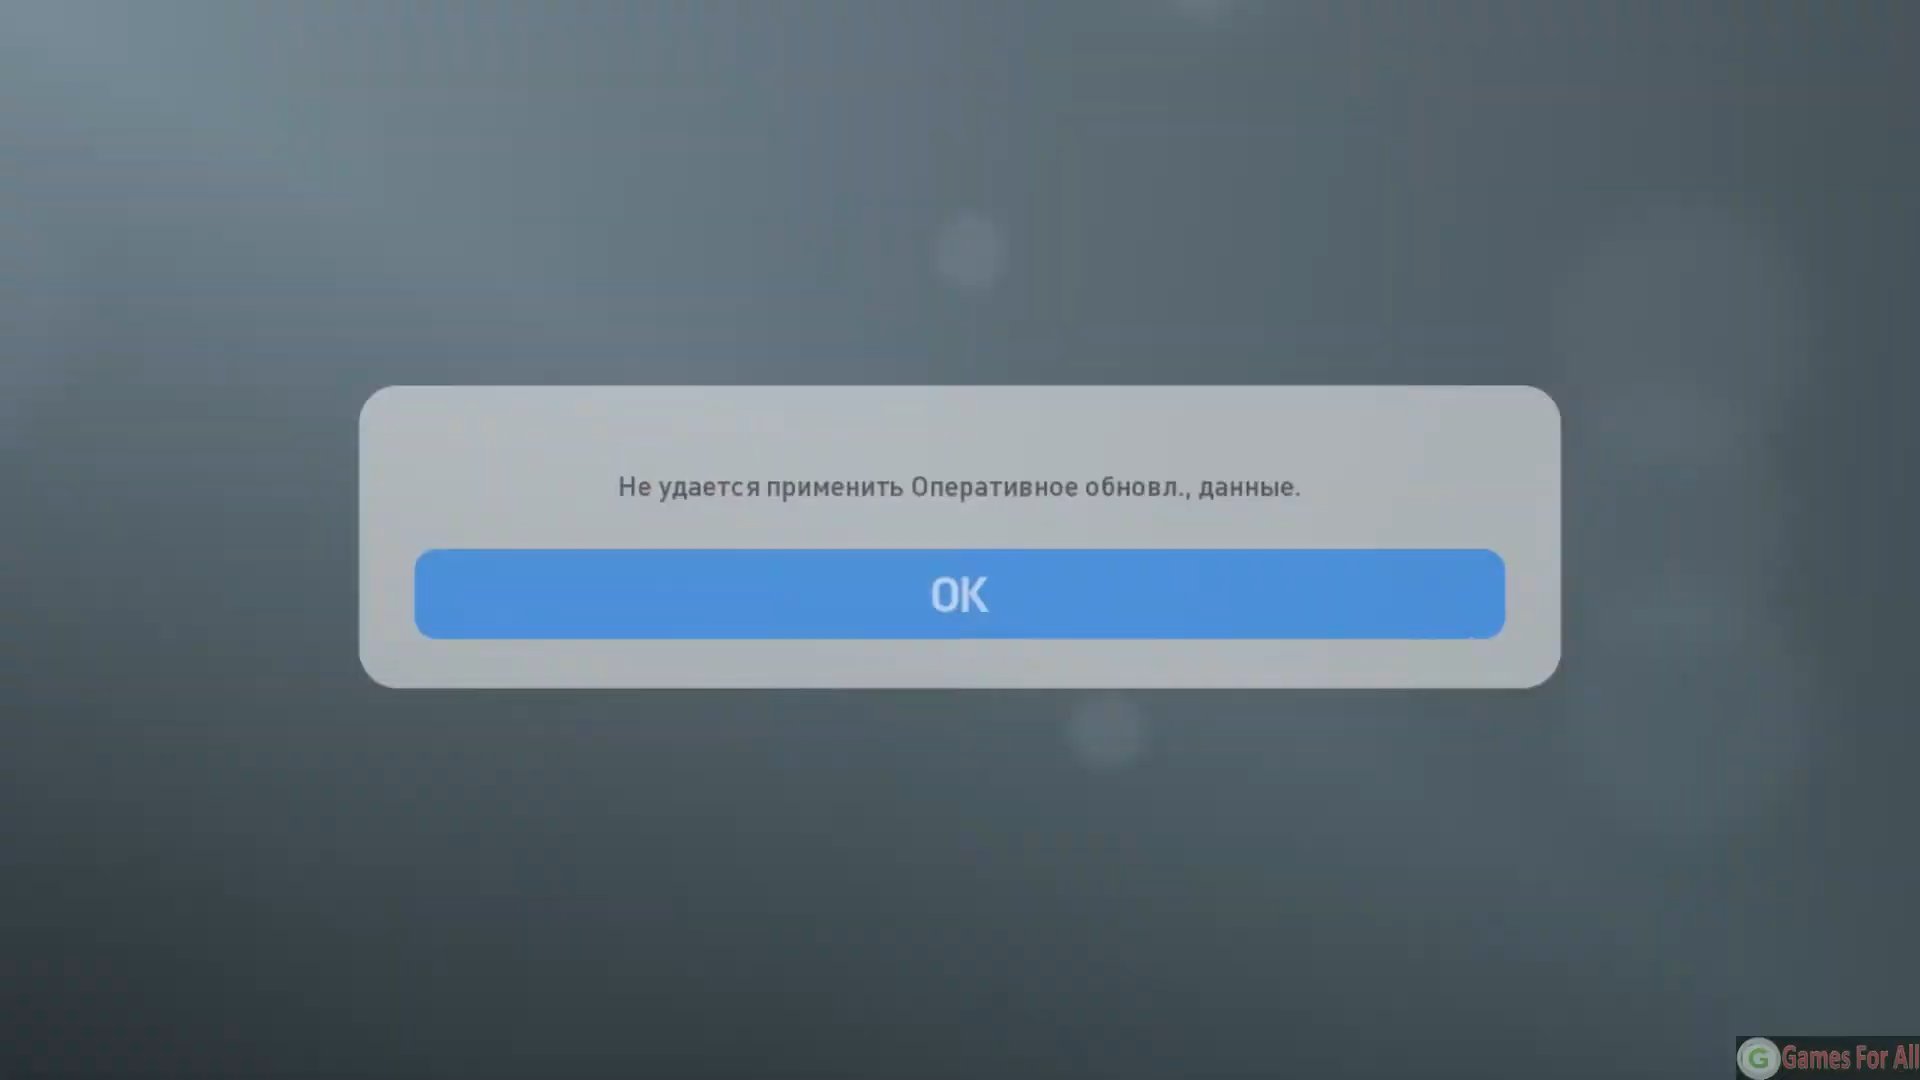 Не удается применить Оперативное обновл., данные.
OK
G Games For All